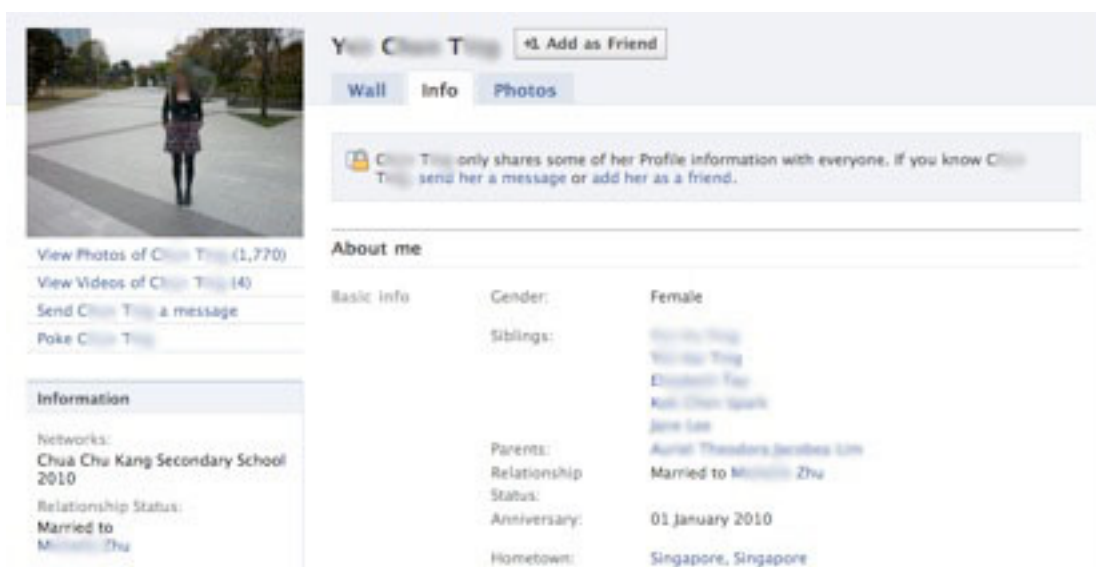 Y C T +1 Add as Friend
Wall Info Photos
C T only shares some of her Profile information with everyone. If you know C
T send her a message or add her as a friend.
View Photos of C T (1,770)
View Videos of C T (4)
Send C T a message
Poke C T
Information
Networks:
Chua Chu Kang Secondary School
2010
Relationship Status:
Married to
M Zhu
About me
Basic info
Gender: Female
Siblings:
Ting
Parents:
Relationship
Status:
Married to M Zhu
Anniversary: 01 January 2010
Hometown: Singapore, Singapore